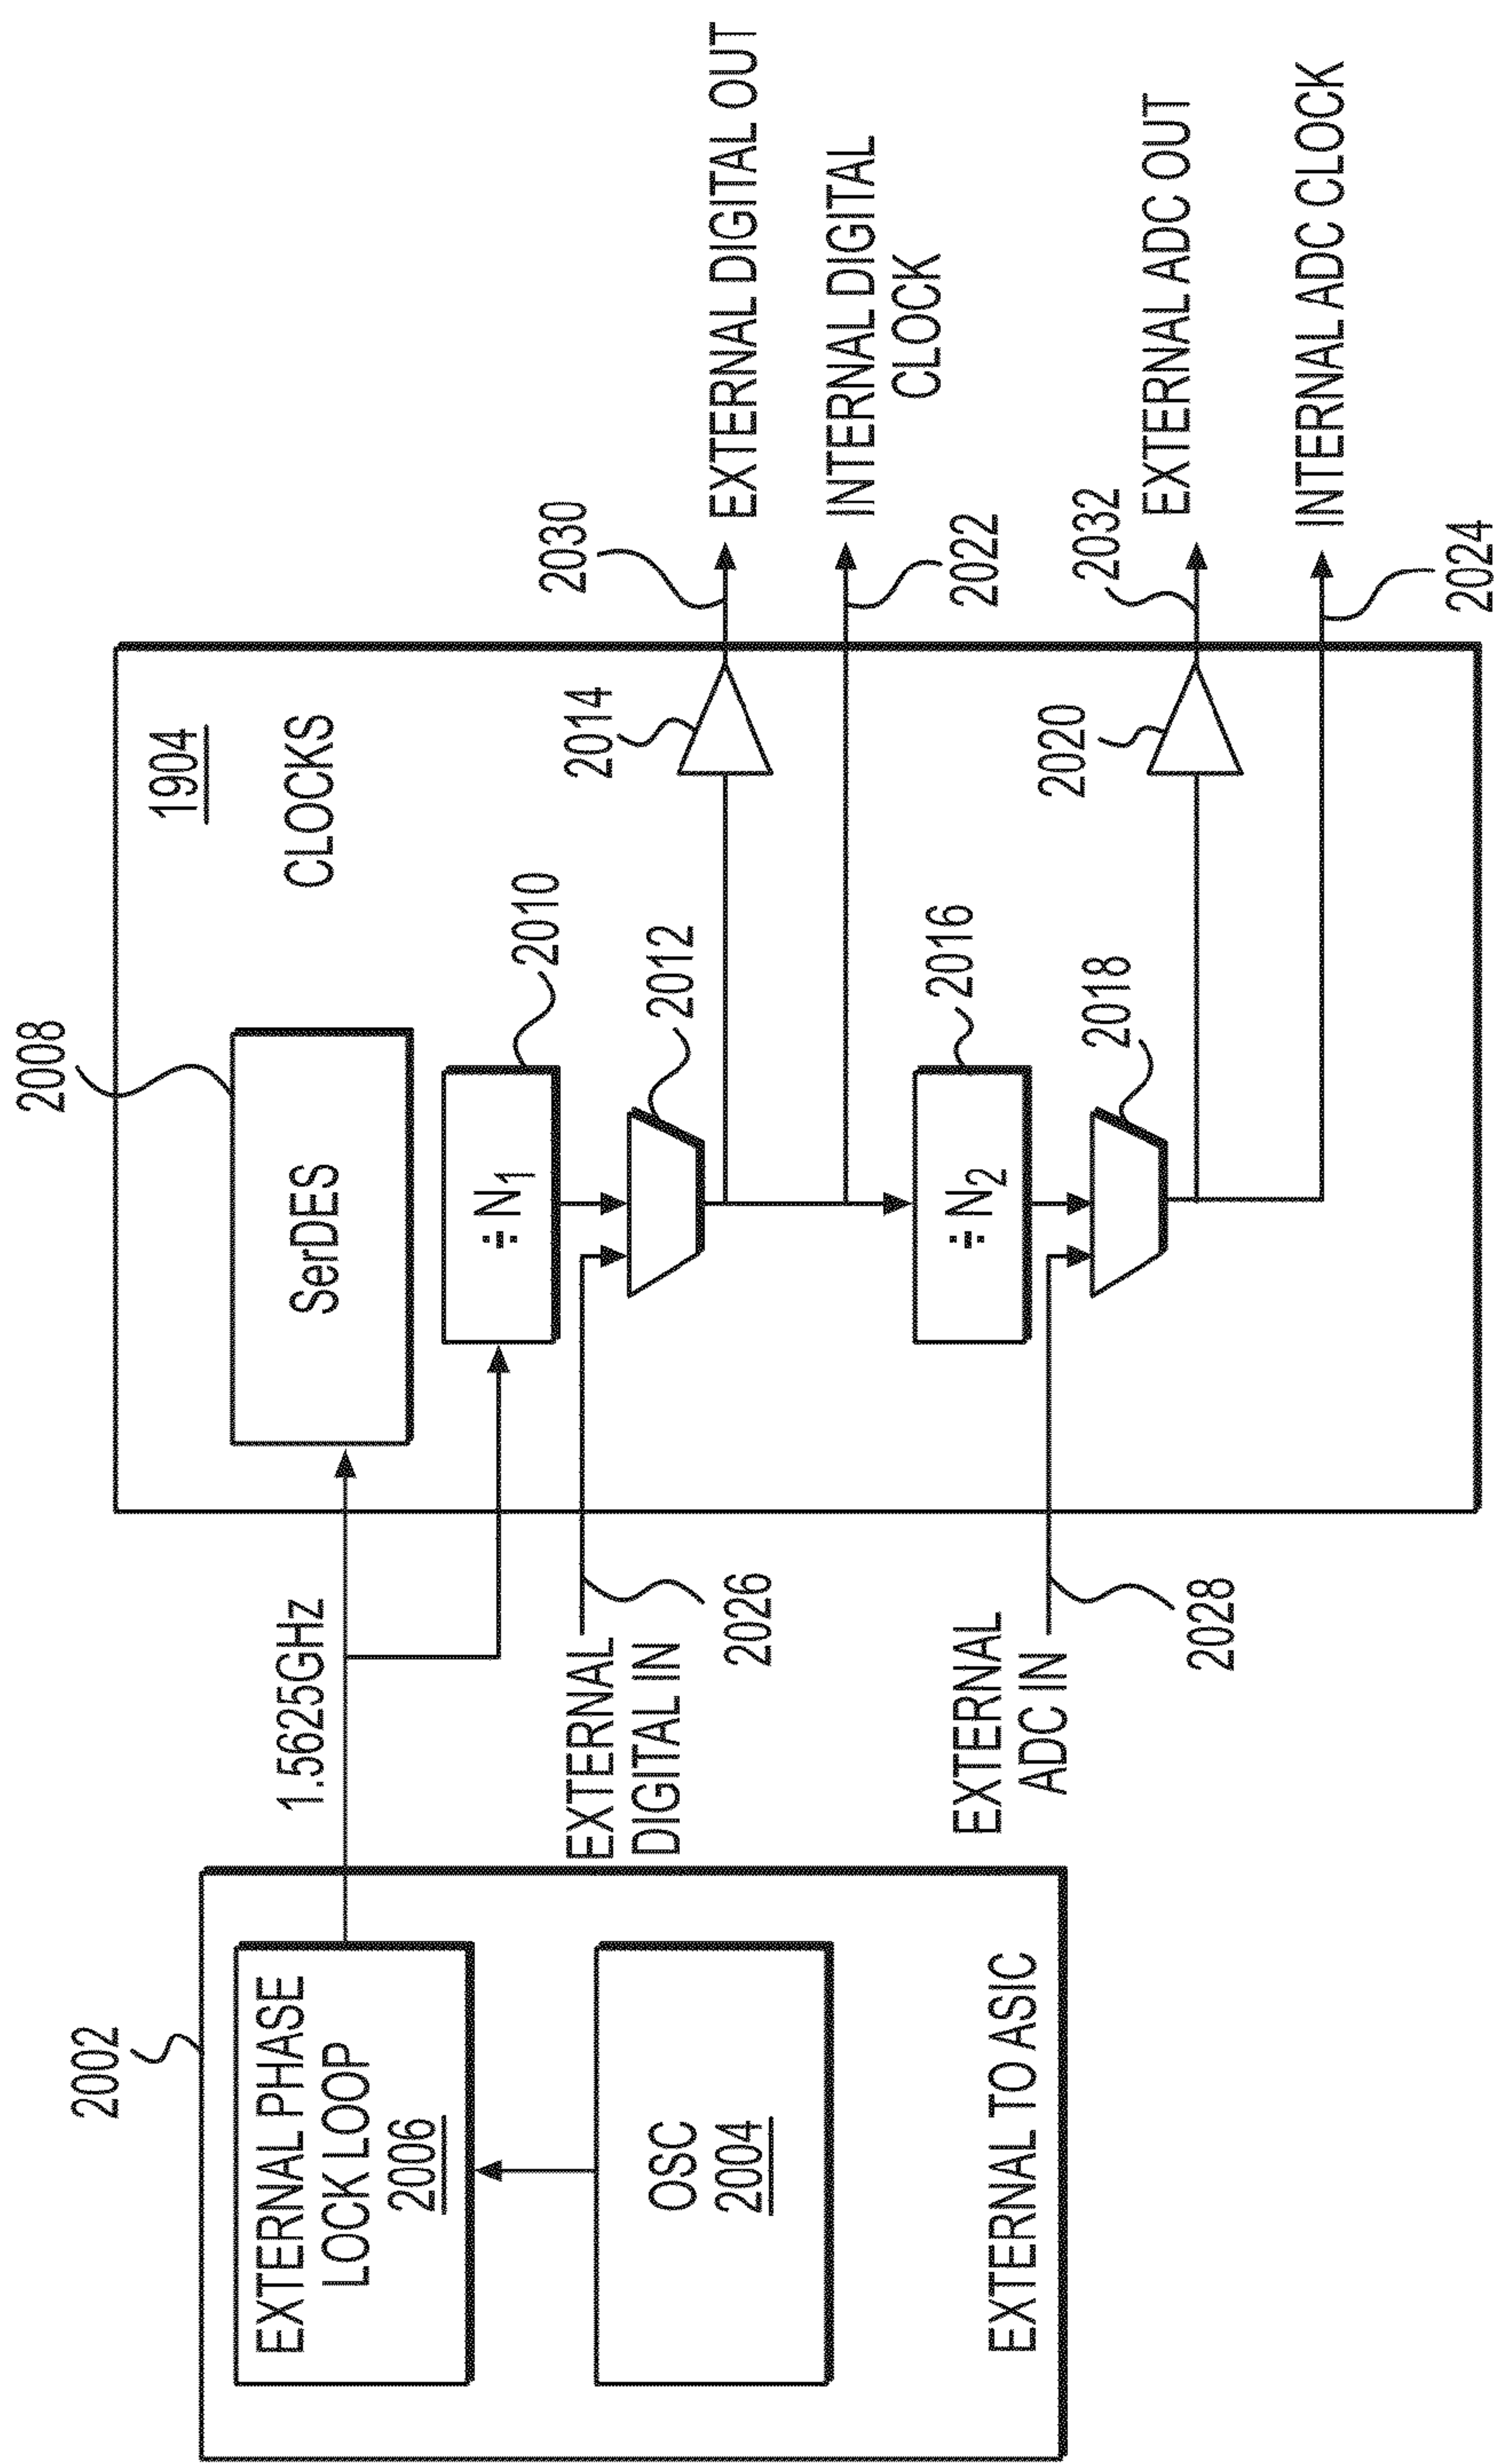 2002
EXTERNAL PHASE
LOCK LOOP
2006
OSC
2004
EXTERNAL TO ASIC
1.5625GHz
EXTERNAL
DIGITAL IN
2026
EXTERNAL
ADC IN
2028
2008
SerDES
1904
CLOCKS
÷ N1
2010
2012
2014
÷ N2
2016
2018
2020
2030
EXTERNAL DIGITAL OUT
2022
INTERNAL DIGITAL
CLOCK
2032
EXTERNAL ADC OUT
2024
INTERNAL ADC CLOCK